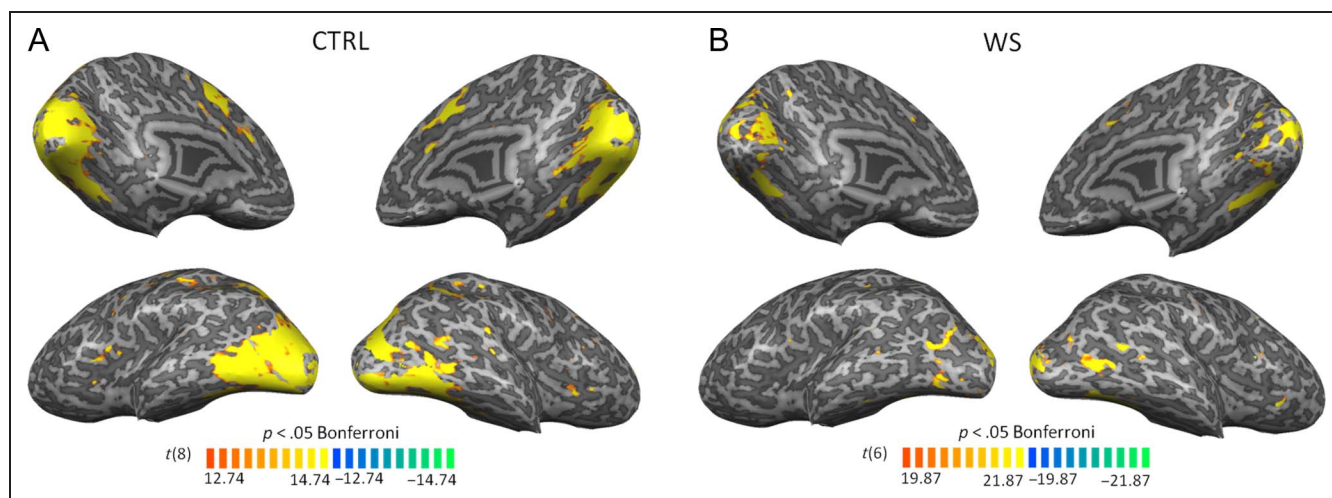 A CTRL
p < .05 Bonferroni
t(8)
12.74 14.74 −12.74 −14.74
B WS
p < .05 Bonferroni
t(6)
19.87 21.87 −19.87 −21.87